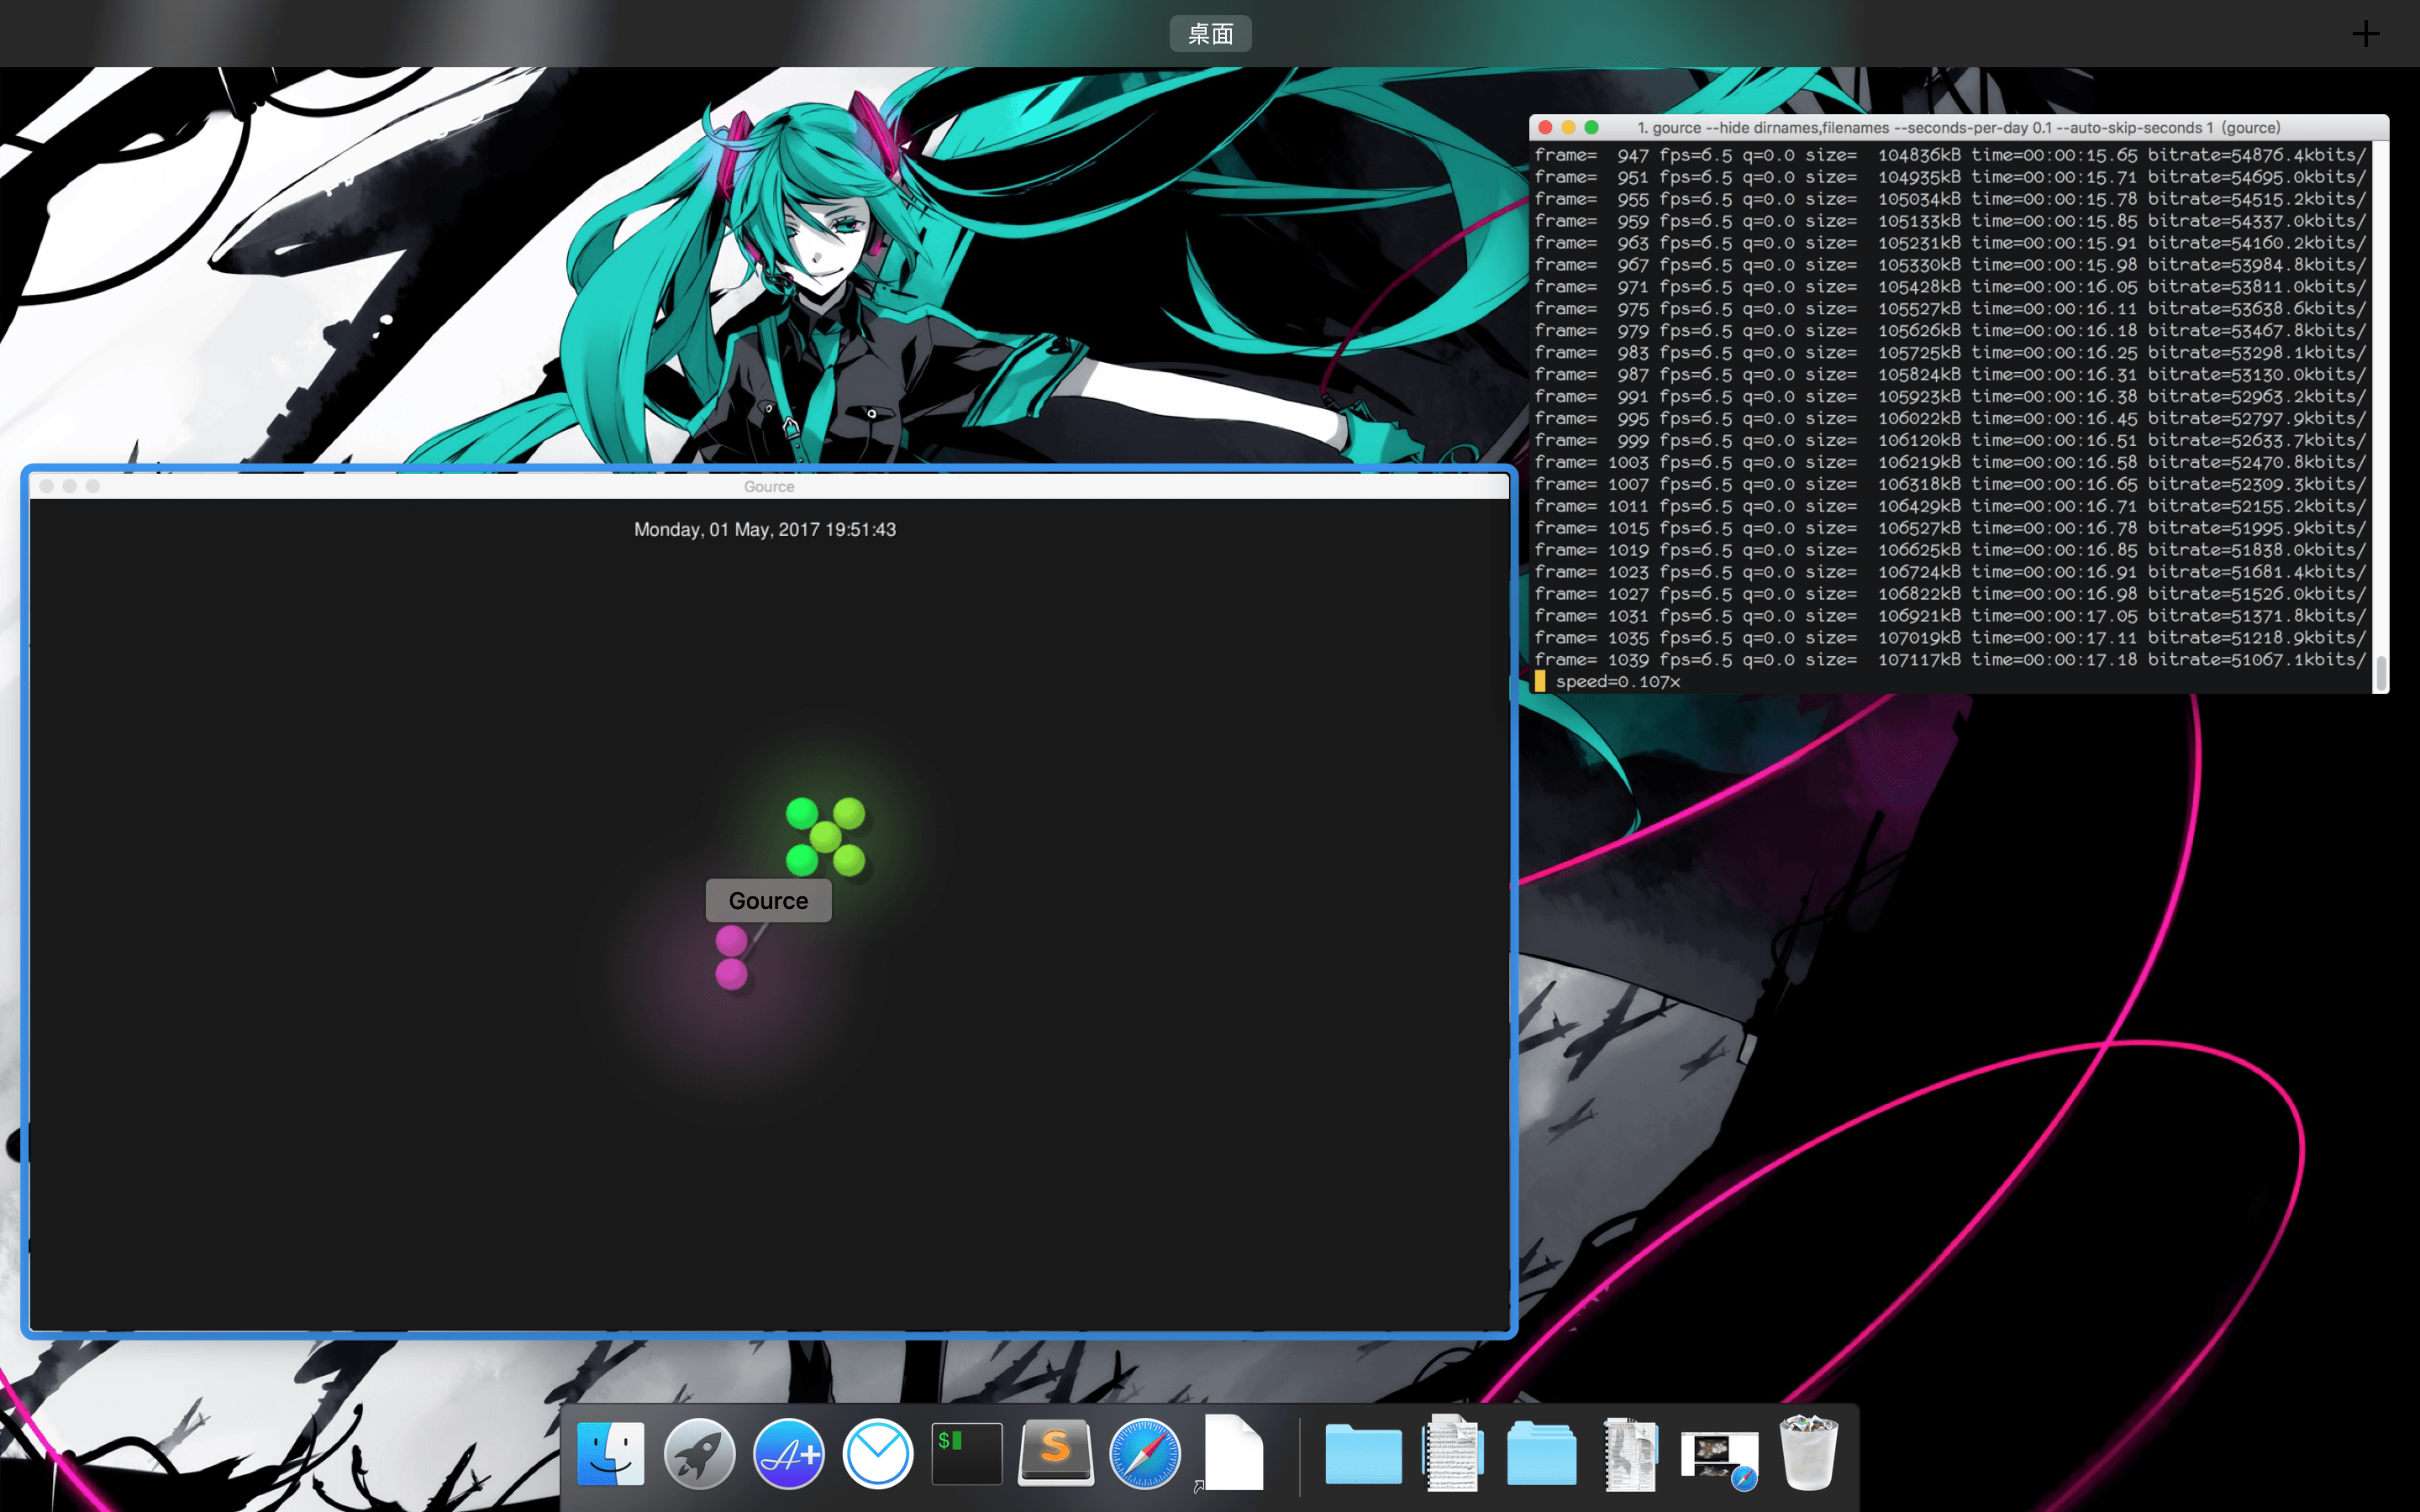 桌面
1. gource --hide dirnames,filenames --seconds-per-day 0.1 --auto-skip-seconds 1 (gource)
frame=  947 fps=6.5 q=0.0 size=  104836kB time=00:00:15.65 bitrate=54876.4kbits/
frame=  951 fps=6.5 q=0.0 size=  104935kB time=00:00:15.71 bitrate=54695.0kbits/
frame=  955 fps=6.5 q=0.0 size=  105034kB time=00:00:15.78 bitrate=54515.2kbits/
frame=  959 fps=6.5 q=0.0 size=  105133kB time=00:00:15.85 bitrate=54337.0kbits/
frame=  963 fps=6.5 q=0.0 size=  105231kB time=00:00:15.91 bitrate=54160.2kbits/
frame=  967 fps=6.5 q=0.0 size=  105330kB time=00:00:15.98 bitrate=53984.8kbits/
frame=  971 fps=6.5 q=0.0 size=  105428kB time=00:00:16.05 bitrate=53811.0kbits/
frame=  975 fps=6.5 q=0.0 size=  105527kB time=00:00:16.11 bitrate=53638.6kbits/
frame=  979 fps=6.5 q=0.0 size=  105626kB time=00:00:16.18 bitrate=53467.8kbits/
frame=  983 fps=6.5 q=0.0 size=  105725kB time=00:00:16.25 bitrate=53298.1kbits/
frame=  987 fps=6.5 q=0.0 size=  105824kB time=00:00:16.31 bitrate=53130.0kbits/
frame=  991 fps=6.5 q=0.0 size=  105923kB time=00:00:16.38 bitrate=52963.2kbits/
frame=  995 fps=6.5 q=0.0 size=  106022kB time=00:00:16.45 bitrate=52797.9kbits/
frame=  999 fps=6.5 q=0.0 size=  106120kB time=00:00:16.51 bitrate=52633.7kbits/
frame= 1003 fps=6.5 q=0.0 size=  106219kB time=00:00:16.58 bitrate=52470.8kbits/
frame= 1007 fps=6.5 q=0.0 size=  106318kB time=00:00:16.65 bitrate=52309.3kbits/
frame= 1011 fps=6.5 q=0.0 size=  106429kB time=00:00:16.71 bitrate=52155.2kbits/
frame= 1015 fps=6.5 q=0.0 size=  106527kB time=00:00:16.78 bitrate=51995.9kbits/
frame= 1019 fps=6.5 q=0.0 size=  106625kB time=00:00:16.85 bitrate=51838.0kbits/
frame= 1023 fps=6.5 q=0.0 size=  106724kB time=00:00:16.91 bitrate=51681.4kbits/
frame= 1027 fps=6.5 q=0.0 size=  106822kB time=00:00:16.98 bitrate=51526.0kbits/
frame= 1031 fps=6.5 q=0.0 size=  106921kB time=00:00:17.05 bitrate=51371.8kbits/
frame= 1035 fps=6.5 q=0.0 size=  107019kB time=00:00:17.11 bitrate=51218.9kbits/
frame= 1039 fps=6.5 q=0.0 size=  107117kB time=00:00:17.18 bitrate=51067.1kbits/
speed=0.107x
Gource
Monday, 01 May, 2017 19:51:43
Gource
A+
$
S